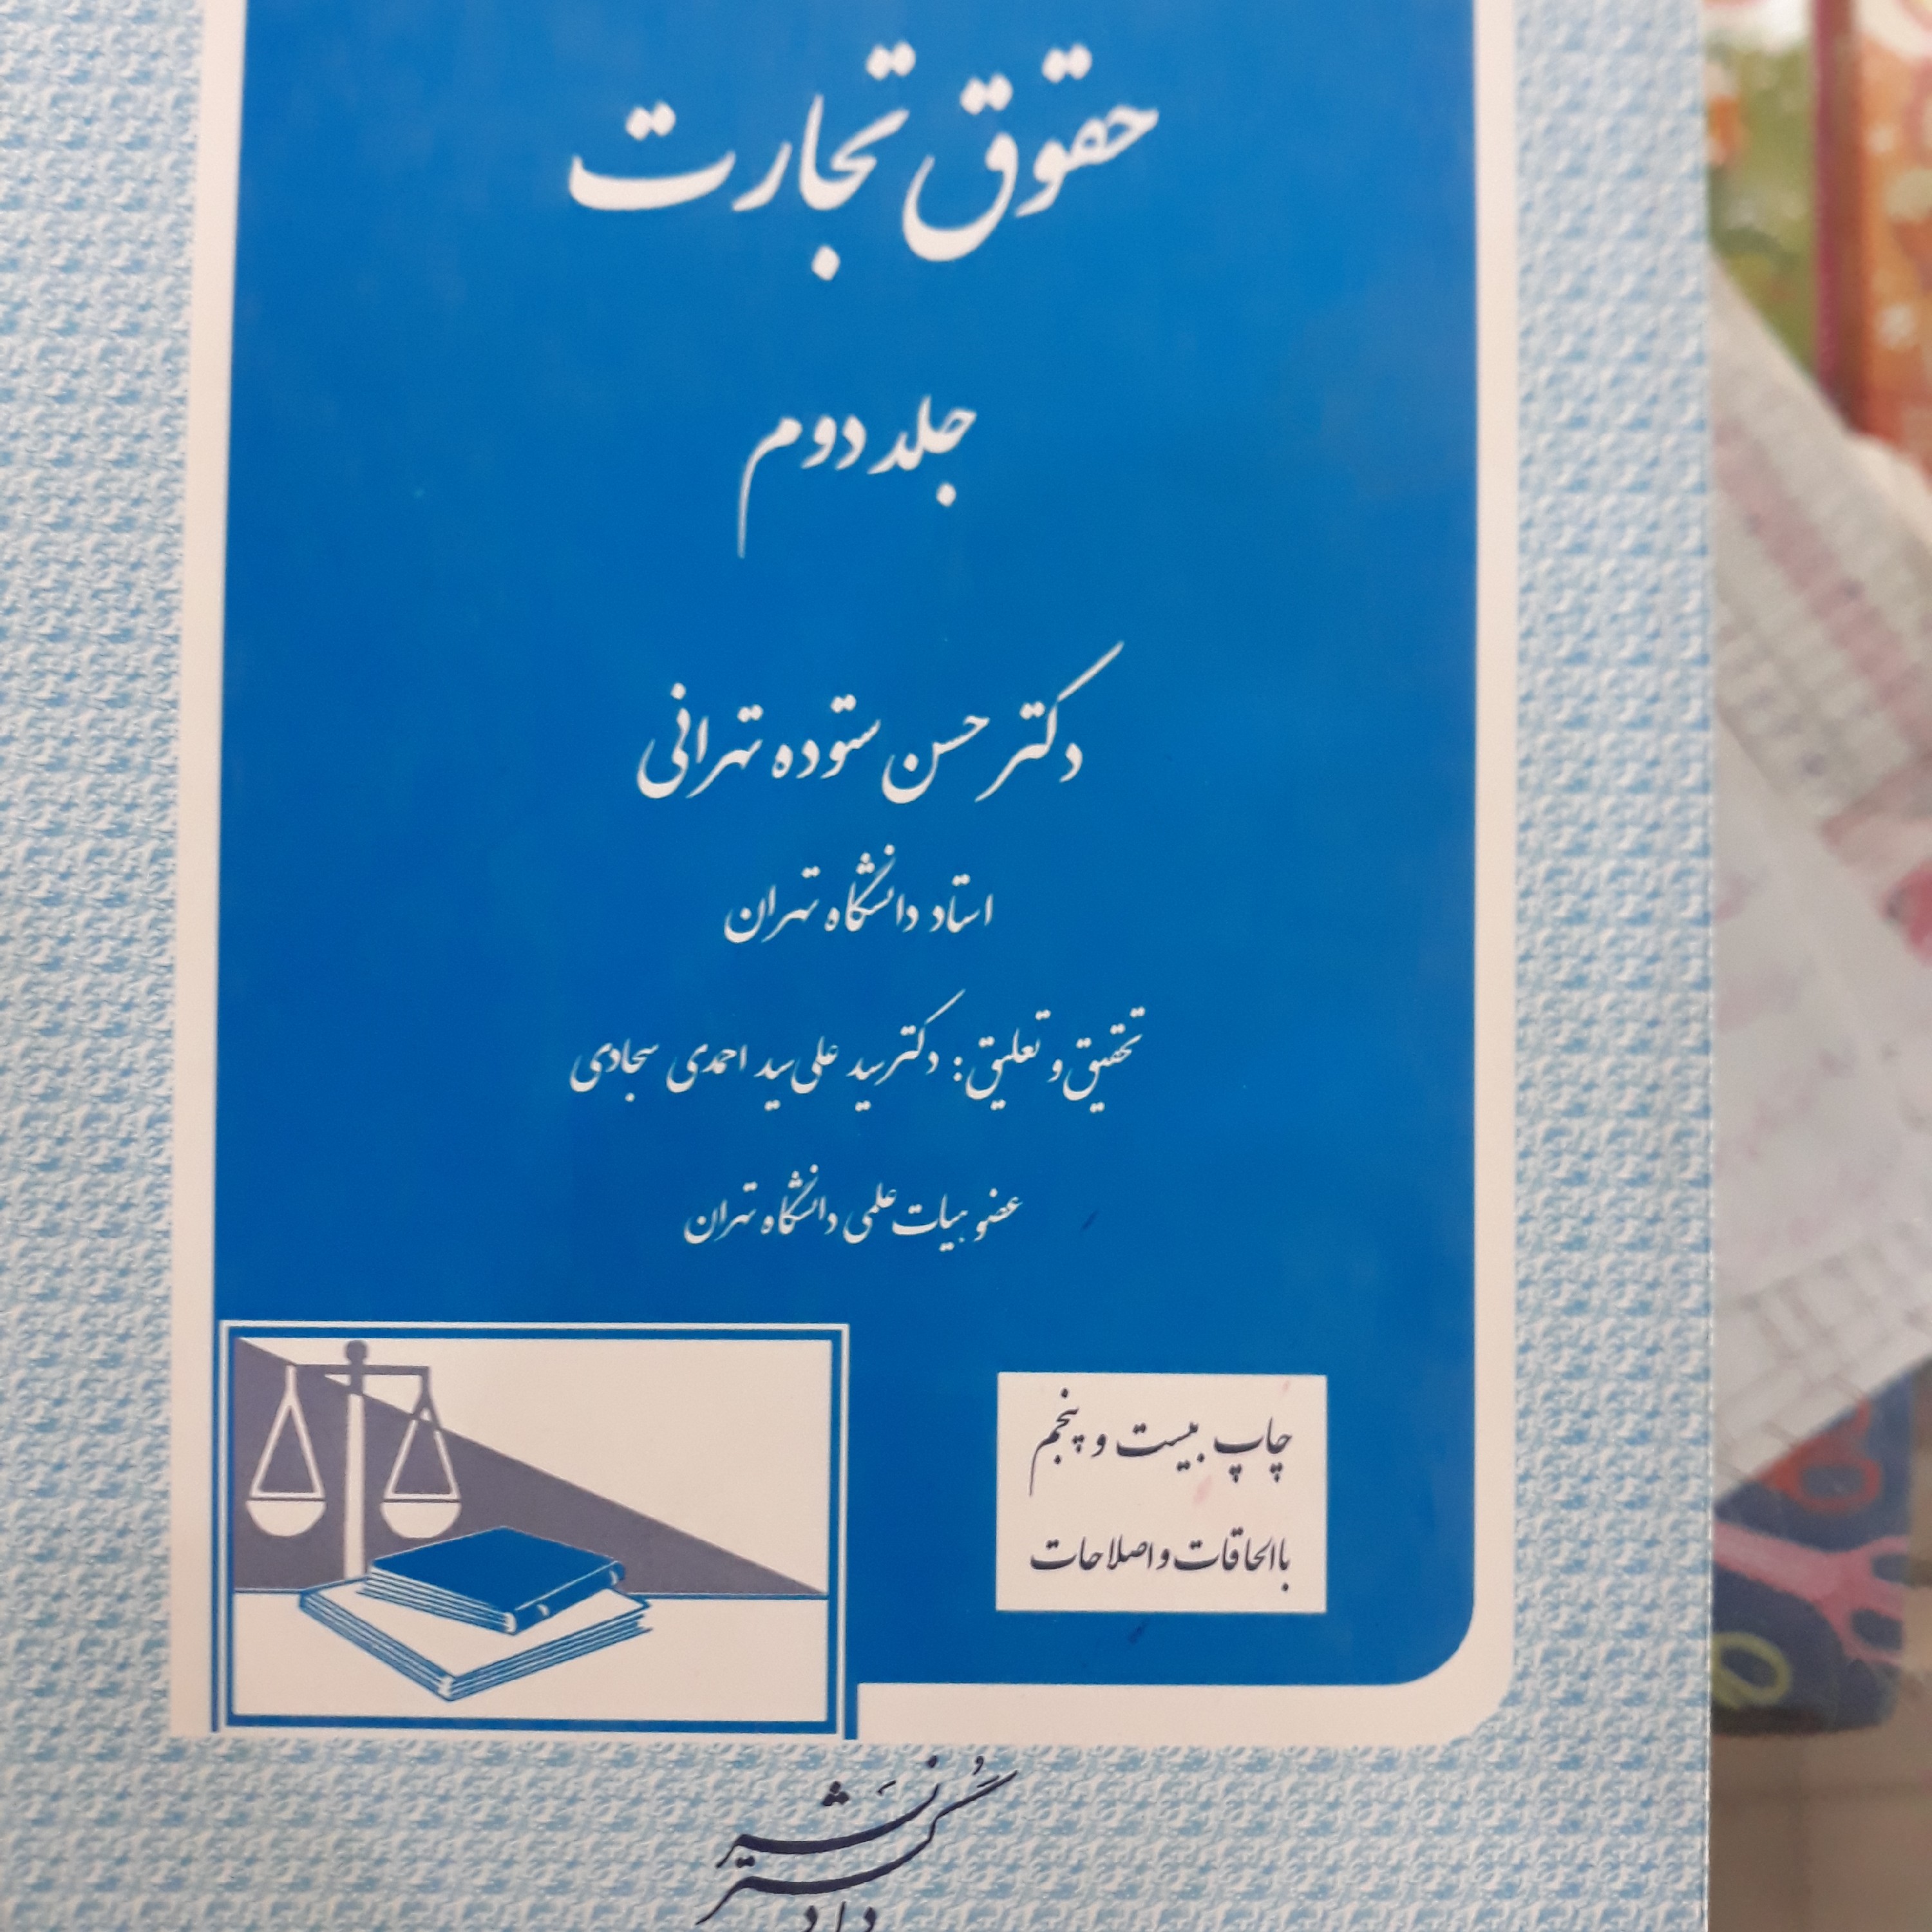 حقوق تجارت
جلد دوم
دکتر حسن ستوده تهرانی
استاد دانشگاه تهران
تحقیق و تعلیق: دکتر سید علی سید احمدی سجادی
عضو هیات علمی دانشگاه تهران
چاپ بیست و پنجم
با الحاقات و اصلاحات
نشر
دادگستر